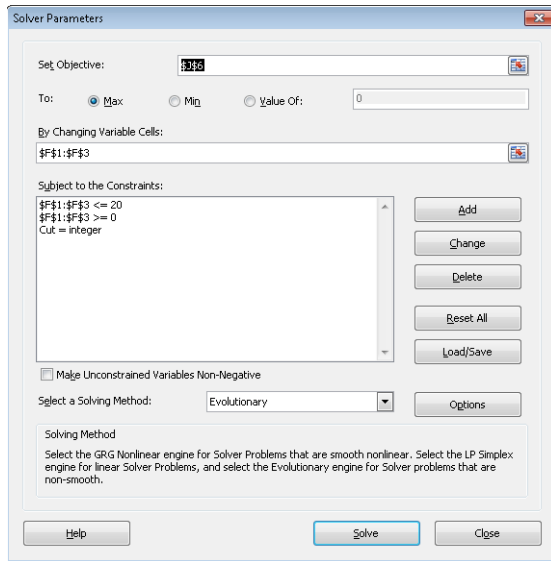 Solver Parameters
Set Objective: $J$6
To: Max Min Value Of: 0
By Changing Variable Cells:
$F$1:$F$3
Subject to the Constraints:
$F$1:$F$3 <= 20
$F$1:$F$3 >= 0
Cut = integer
Add
Change
Delete
Reset All
Load/Save
Make Unconstrained Variables Non-Negative
Select a Solving Method: Evolutionary Options
Solving Method
Select the GRG Nonlinear engine for Solver Problems that are smooth nonlinear. Select the LP Simplex
engine for linear Solver Problems, and select the Evolutionary engine for Solver problems that are
non-smooth.
Help Solve Close